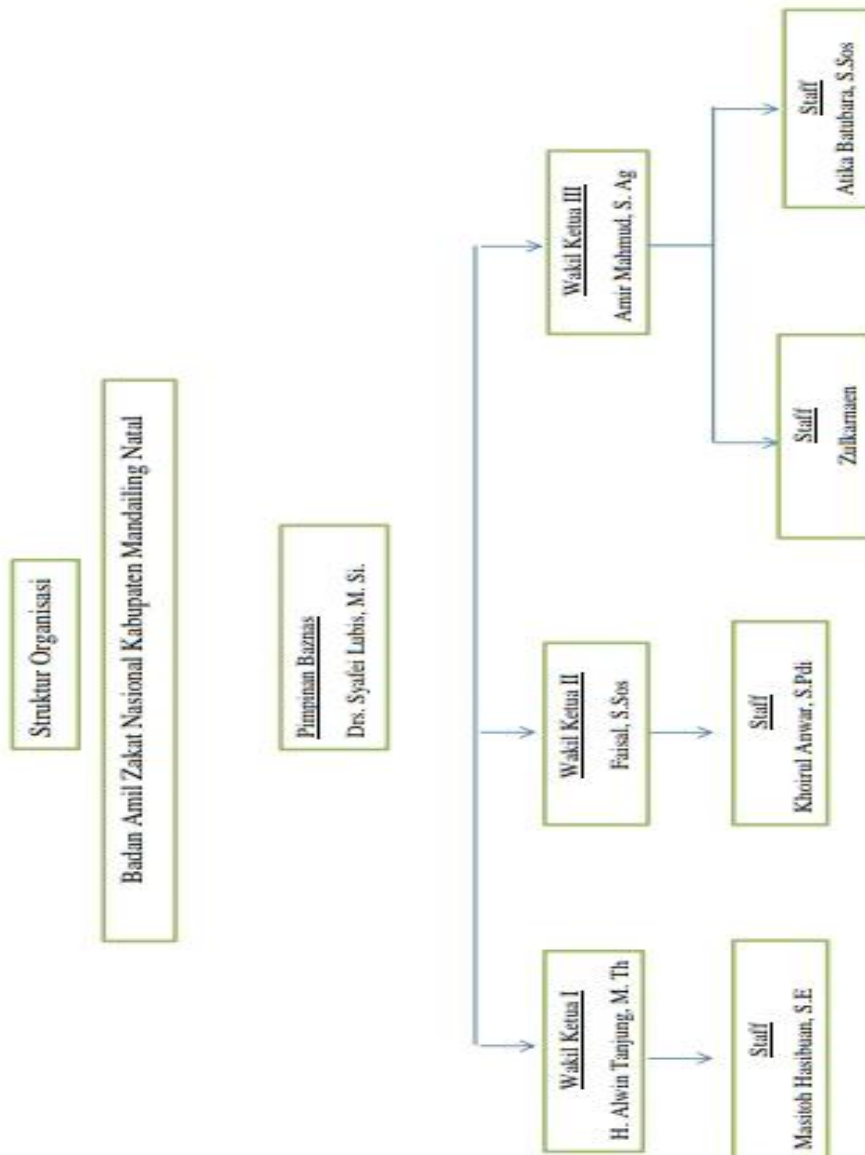 Struktur Organisasi
Badan Amil Zakat Nasional Kabupaten Mandailing Natal
Pimpinan Baznas
Drs. Syafei Lubis, M. Si.
Wakil Ketua I
H. Alwin Tanjung, M. Th
Wakil Ketua II
Faisal, S.Sos
Wakil Ketua III
Amir Mahmud, S. Ag
Staff
Masitoh Hasibuan, S.E
Staff
Khoirul Anwar, S.Pdi
Staff
Zulkarnaen
Staff
Atika Batubara, S.Sos